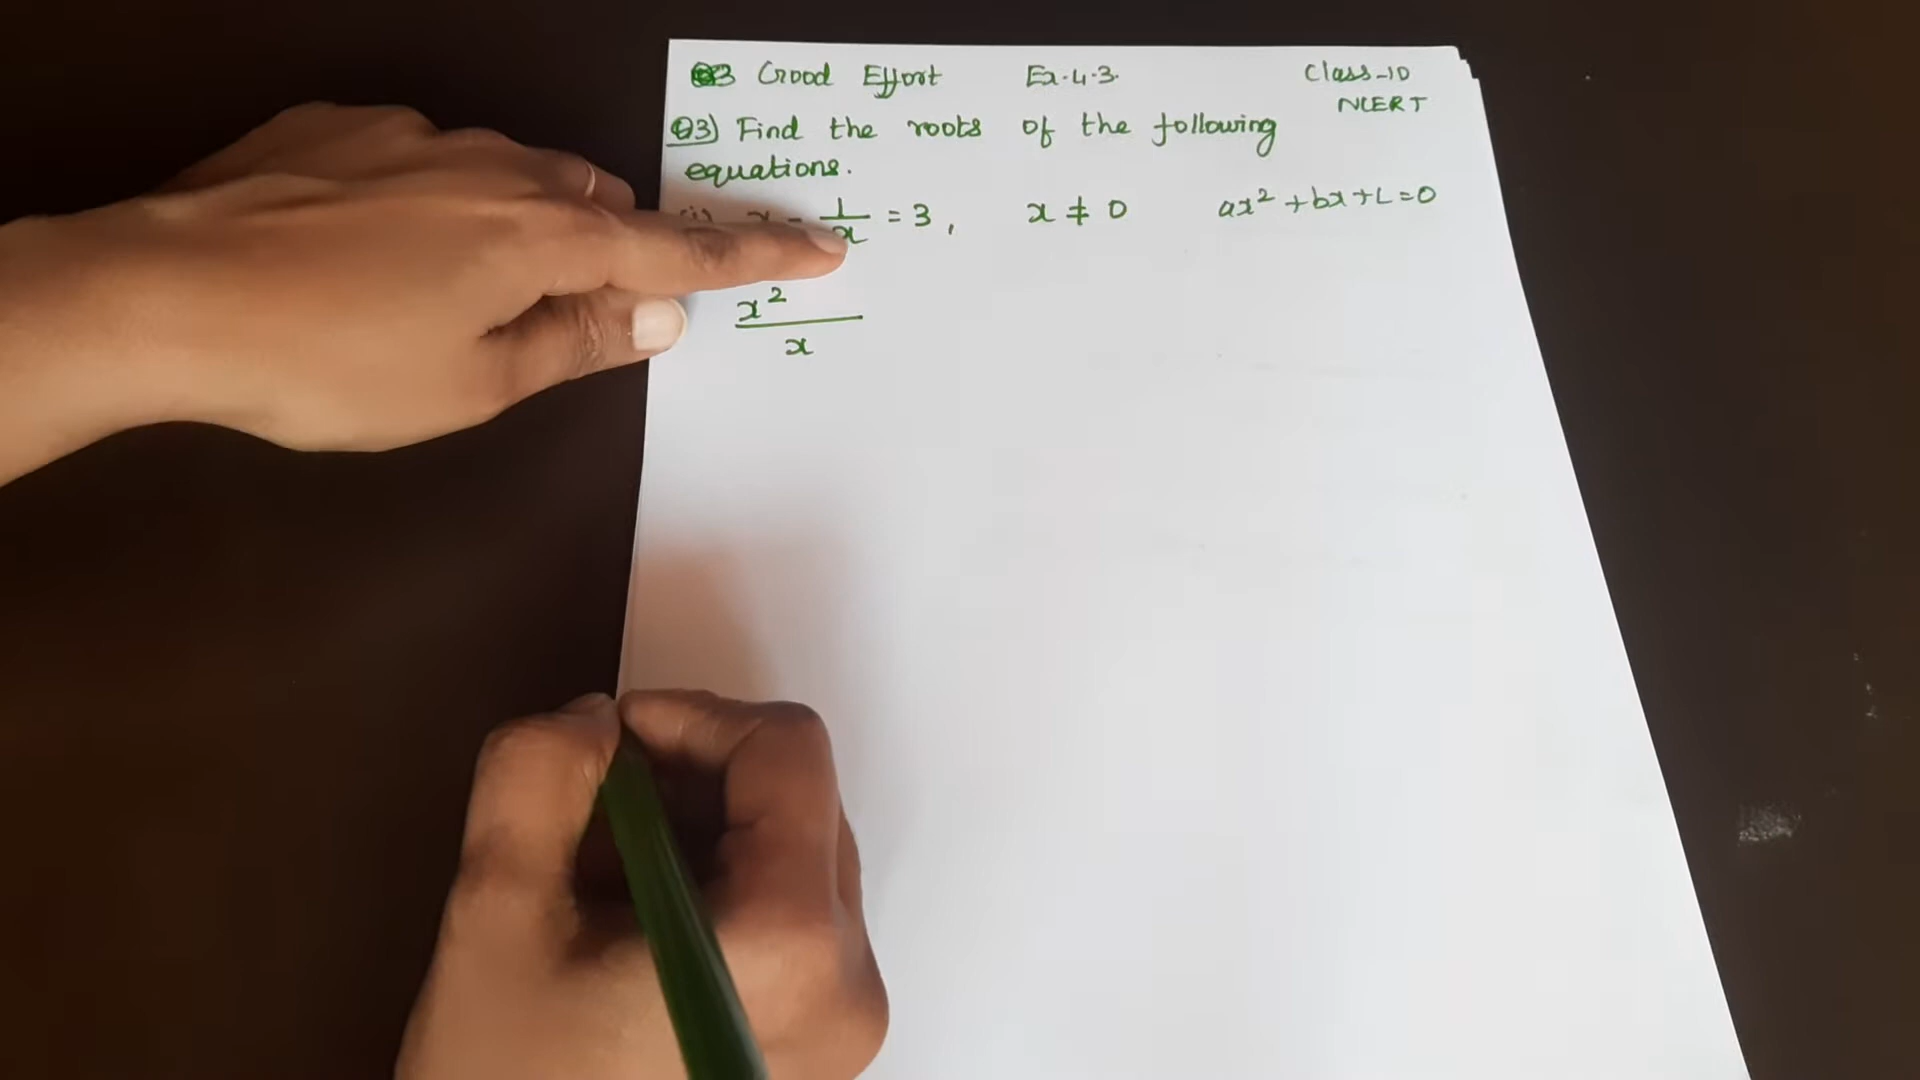 Good Effort Ex.4.3. Class-10
NCERT
Q3) Find the roots of the following
equations.
(i) x - 1/x = 3, x ≠ 0 ax² + bx + c = 0
x²
x